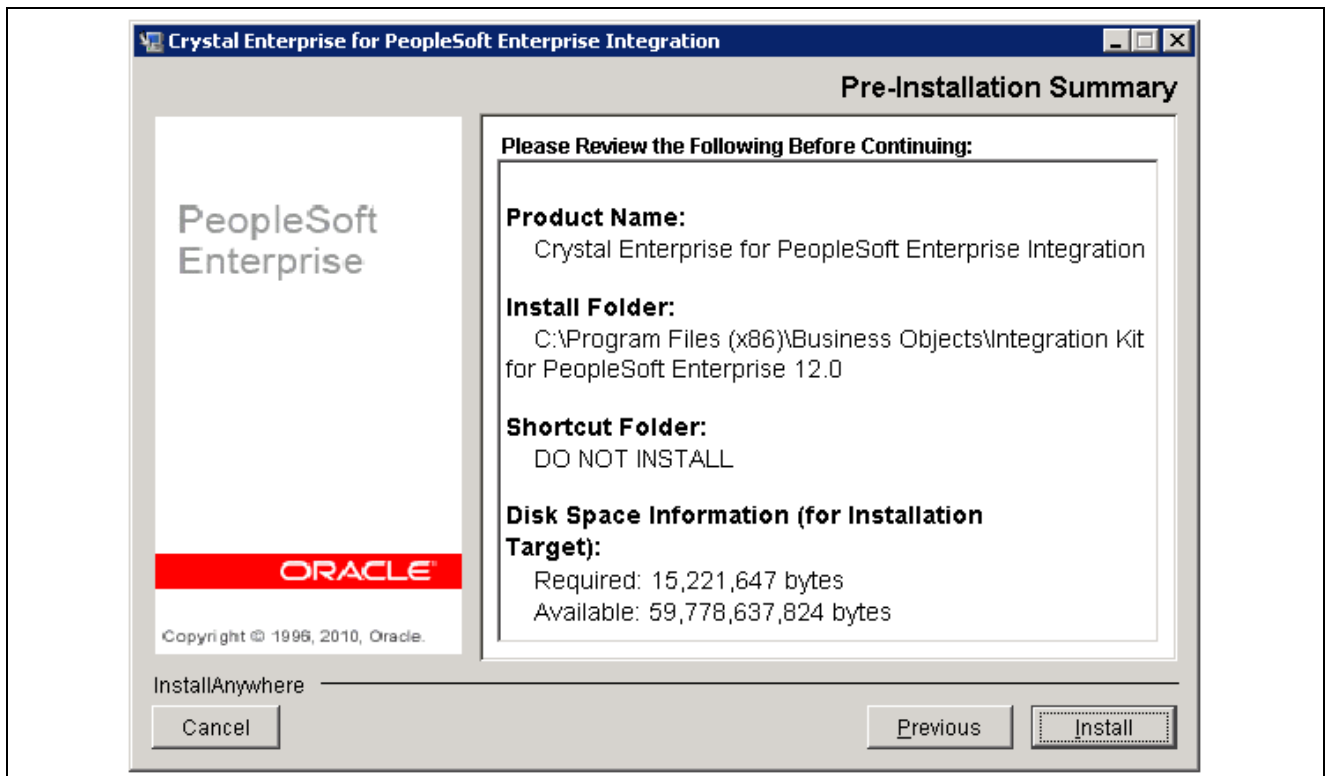 Crystal Enterprise for PeopleSoft Enterprise Integration
Pre-Installation Summary
PeopleSoft
Enterprise
ORACLE
Copyright © 1996, 2010, Oracle.
Please Review the Following Before Continuing:
Product Name:
Crystal Enterprise for PeopleSoft Enterprise Integration
Install Folder:
C:\Program Files (x86)\Business Objects\Integration Kit
for PeopleSoft Enterprise 12.0
Shortcut Folder:
DO NOT INSTALL
Disk Space Information (for Installation
Target):
Required: 15,221,647 bytes
Available: 59,778,637,824 bytes
InstallAnywhere
Cancel
Previous
Install